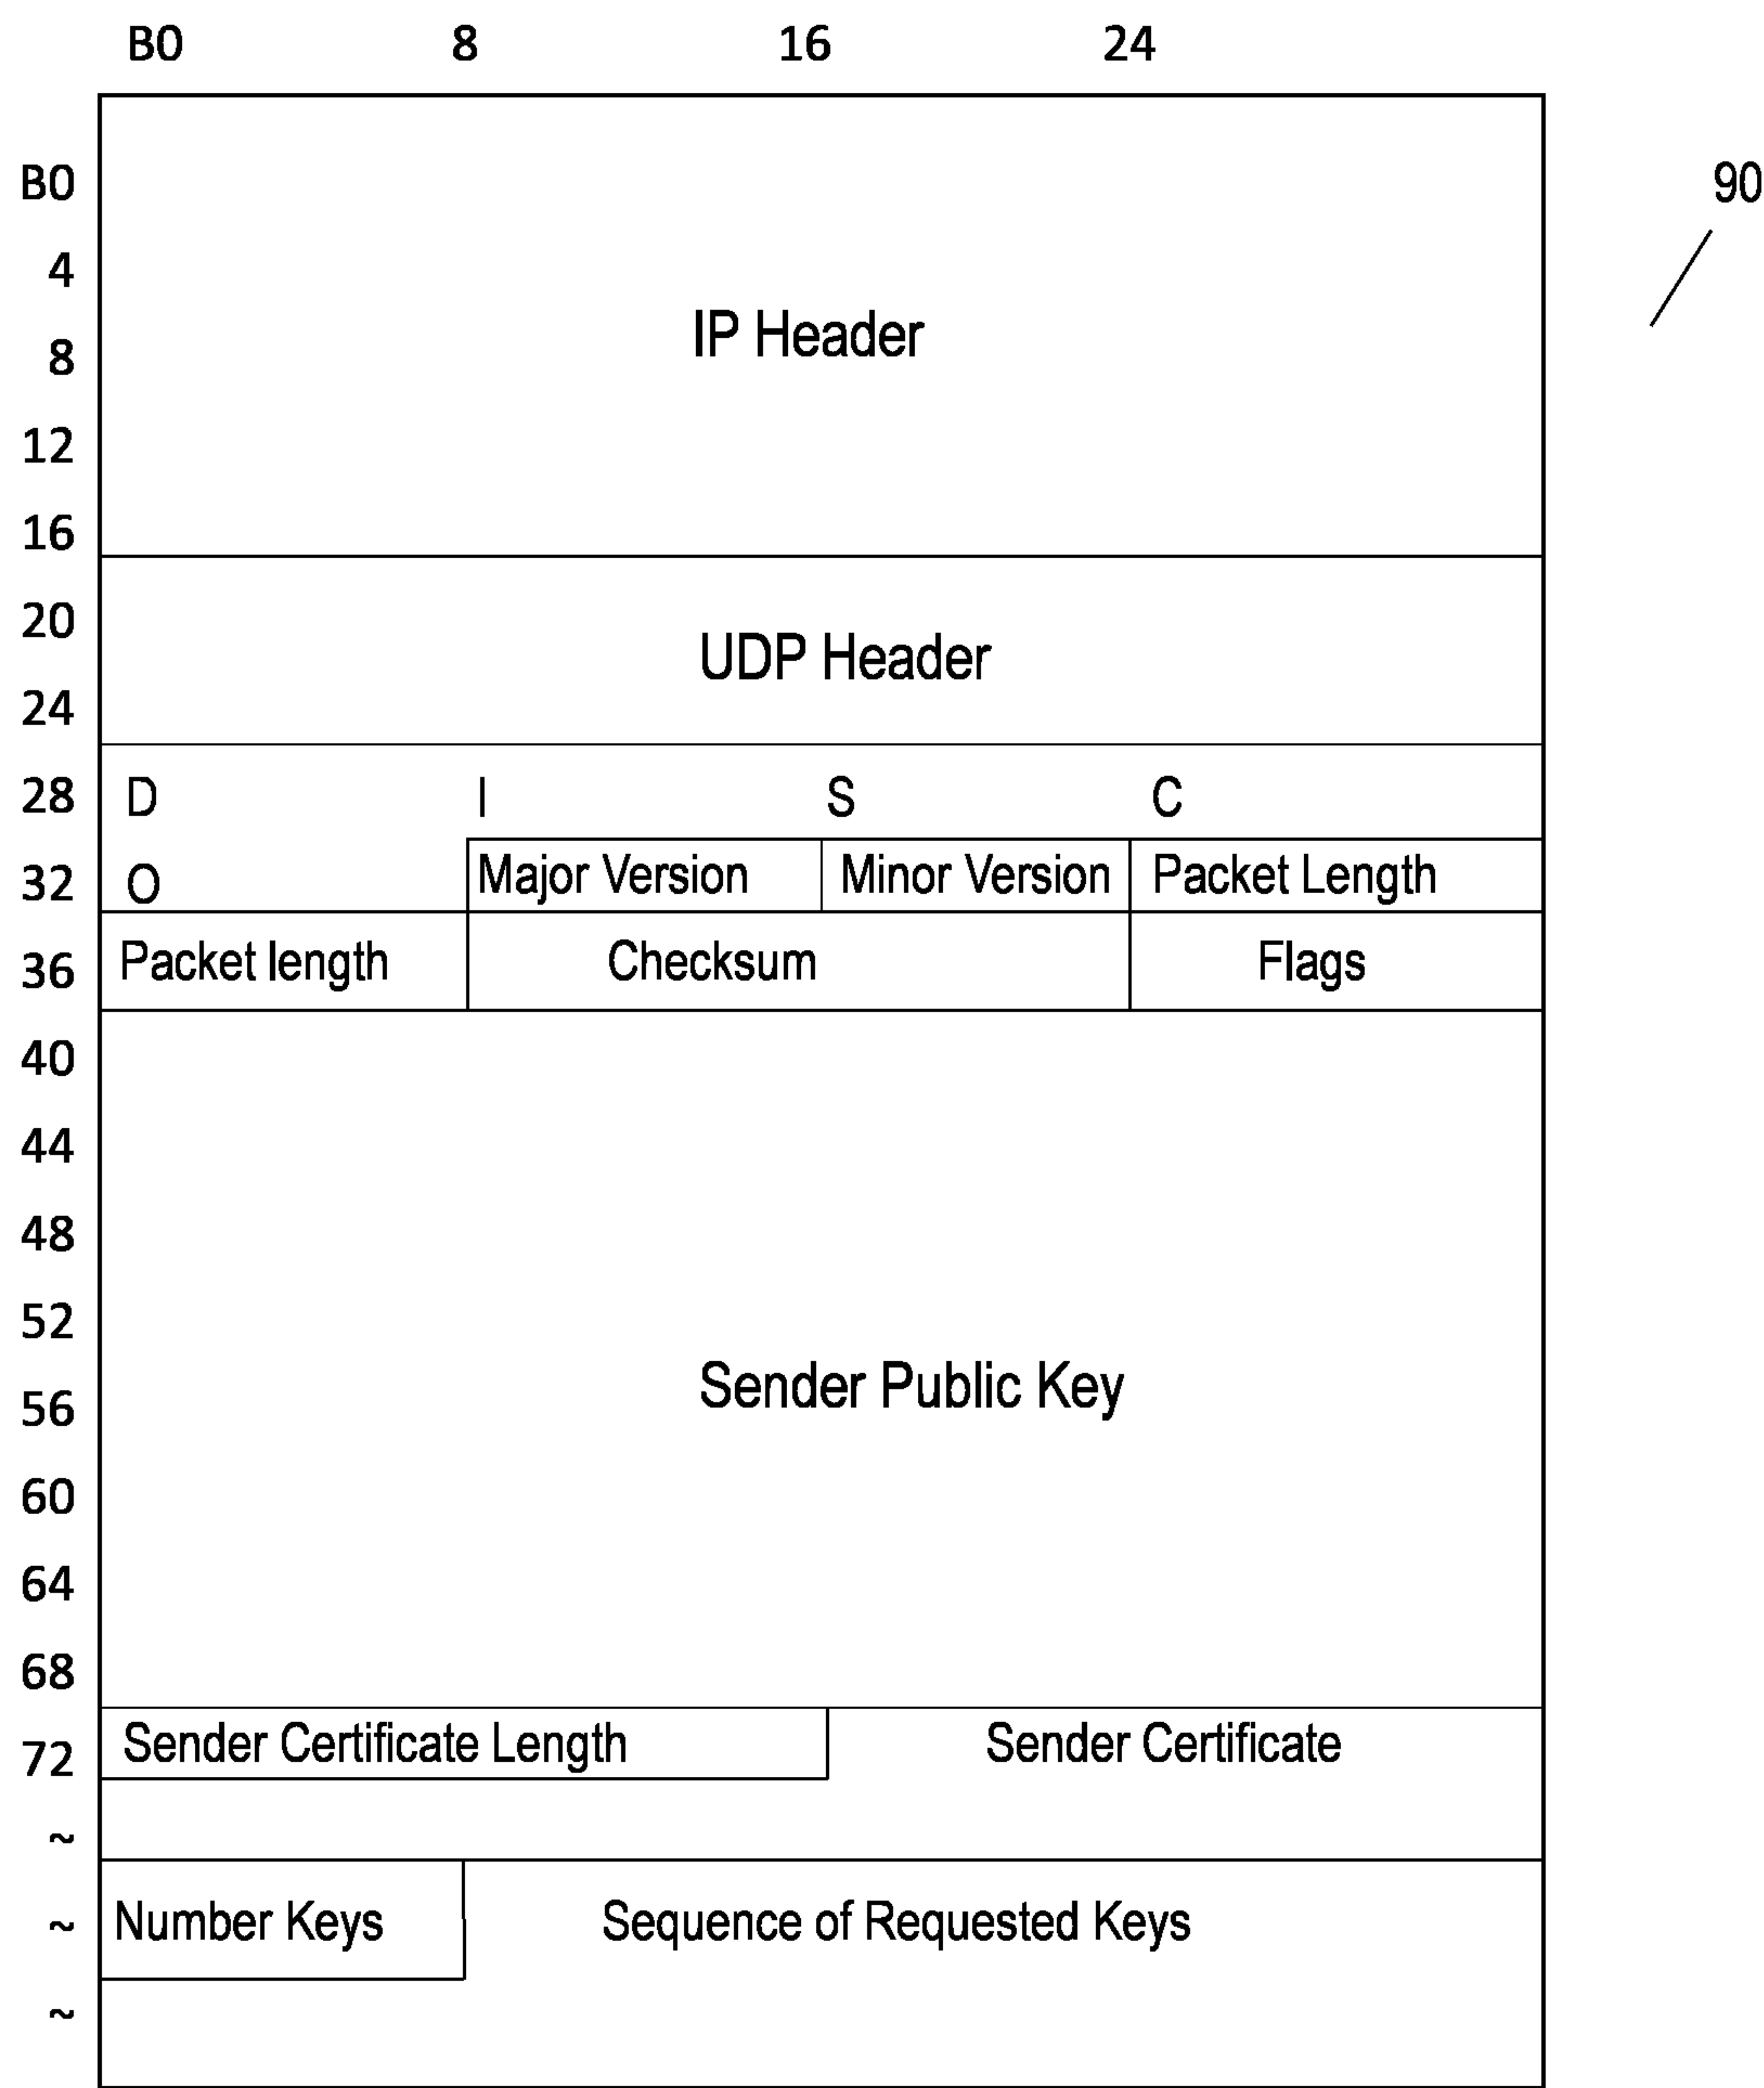 B0 8 16 24
B0 90
4
IP Header
8
12
16
20
UDP Header
24
28 D I S C
32 O Major Version Minor Version Packet Length
36 Packet length Checksum Flags
40
44
48
52
Sender Public Key
56
60
64
68
72 Sender Certificate Length Sender Certificate
~
~ Number Keys Sequence of Requested Keys
~